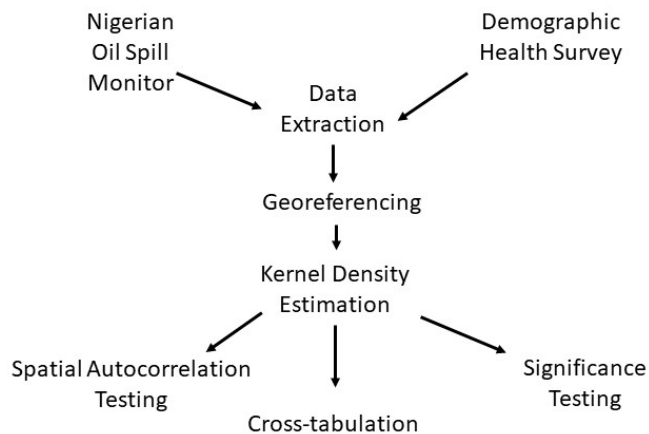 Nigerian
Oil Spill
Monitor
Demographic
Health Survey
Data
Extraction
Georeferencing
Kernel Density
Estimation
Spatial Autocorrelation
Testing
Cross-tabulation
Significance
Testing